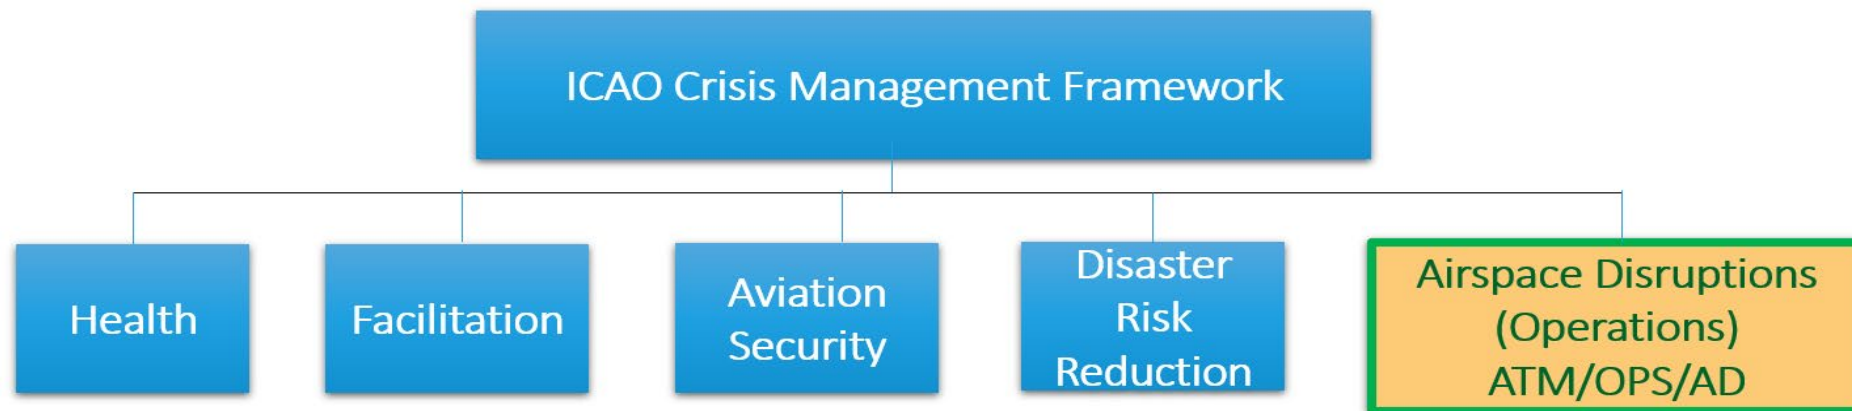 ICAO Crisis Management Framework
Health
Facilitation
Aviation
Security
Disaster
Risk
Reduction
Airspace Disruptions
(Operations)
ATM/OPS/AD